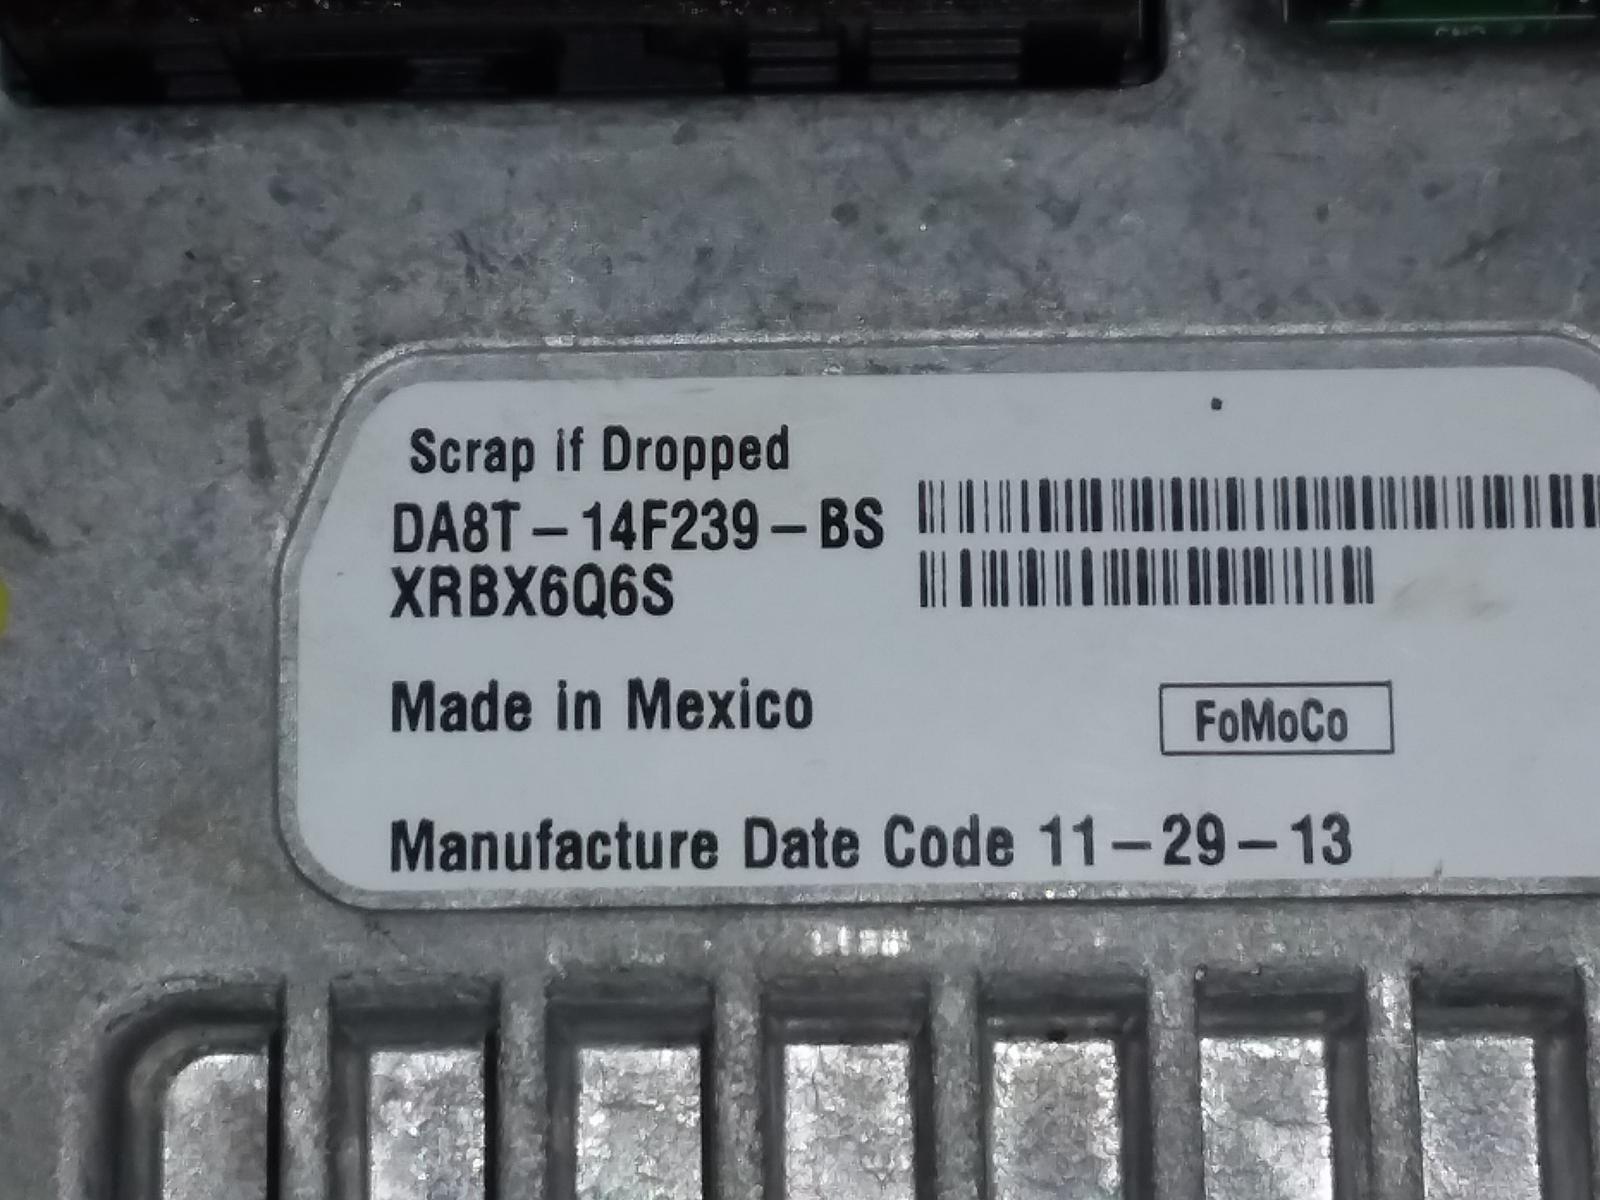 Scrap if Dropped
DA8T-14F239-BS
XRBX6Q6S
Made in Mexico
FoMoCo
Manufacture Date Code 11-29-13